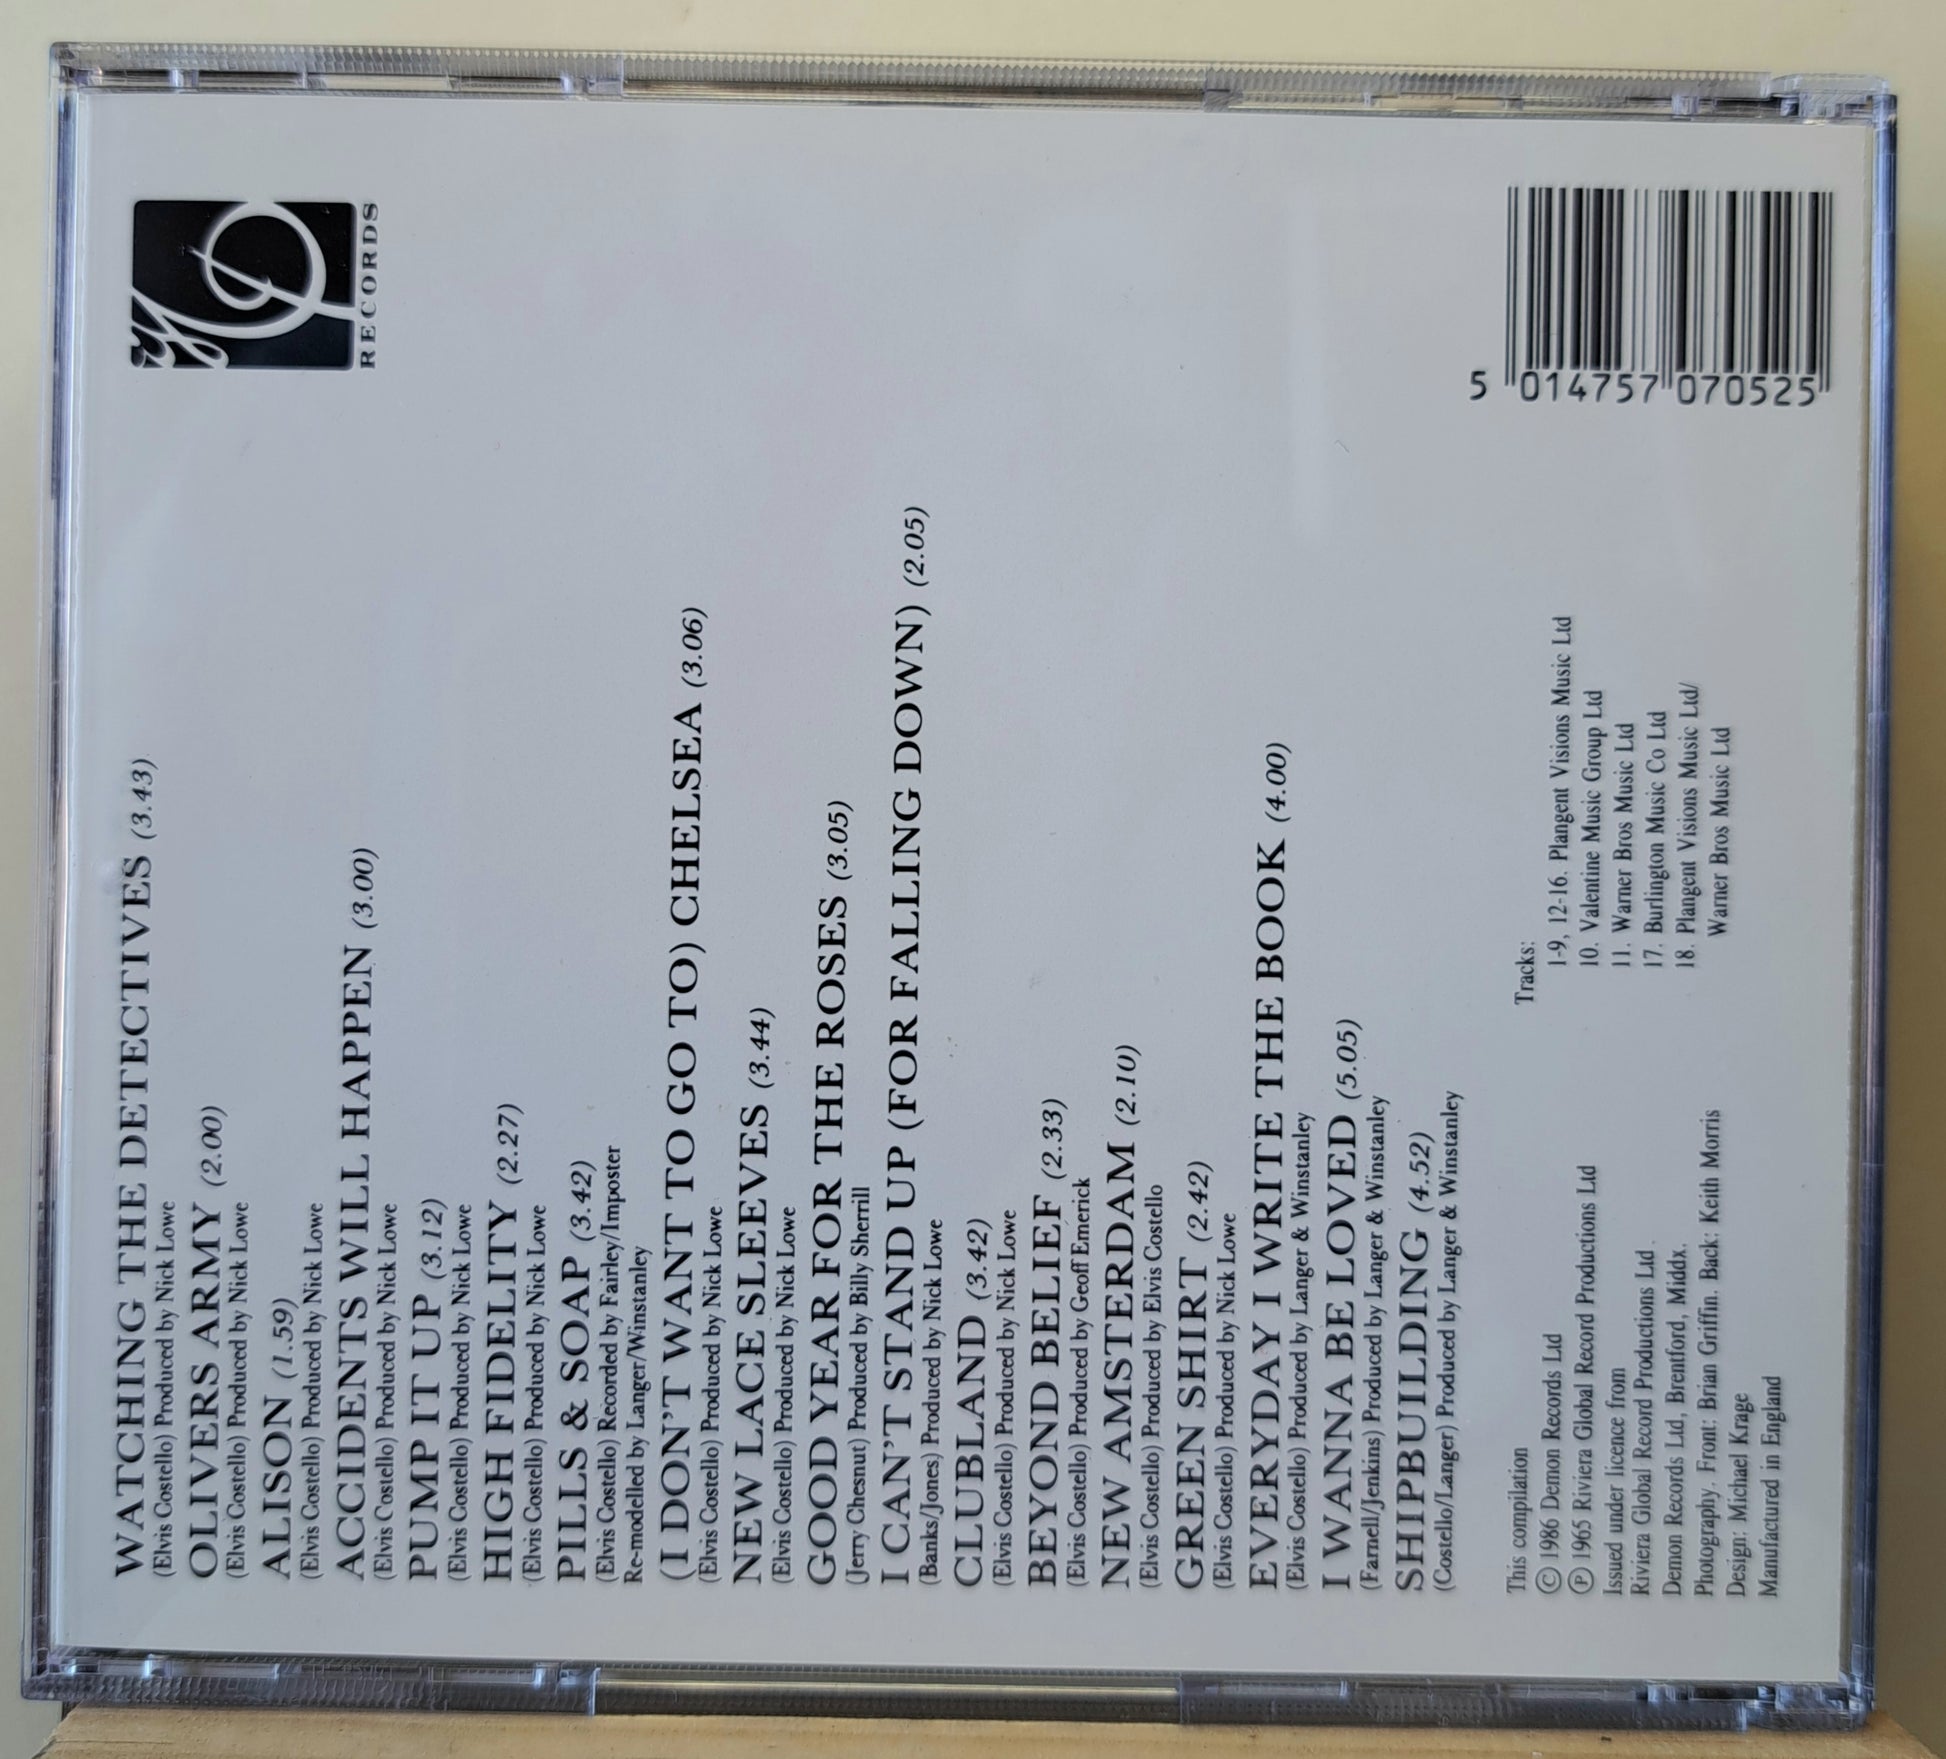 WATCHING THE DETECTIVES (3.43)
(Elvis Costello) Produced by Nick Lowe
OLIVERS ARMY (2.00)
(Elvis Costello) Produced by Nick Lowe
ALISON (1.59)
(Elvis Costello) Produced by Nick Lowe
ACCIDENTS WILL HAPPEN (3.00)
(Elvis Costello) Produced by Nick Lowe
PUMP IT UP (3.12)
(Elvis Costello) Produced by Nick Lowe
HIGH FIDELITY (2.27)
(Elvis Costello) Produced by Nick Lowe
PILLS & SOAP (3.42)
(Elvis Costello) Recorded by Fairley/Imposter
Re-modelled by Langer/Winstanley
(I DON'T WANT TO GO TO) CHELSEA (3.06)
(Elvis Costello) Produced by Nick Lowe
NEW LACE SLEEVES (3.44)
(Elvis Costello) Produced by Nick Lowe
GOOD YEAR FOR THE ROSES (3.05)
(Jerry Chesnut) Produced by Billy Sherrill
I CAN'T STAND UP (FOR FALLING DOWN) (2.05)
(Banks/Jones) Produced by Nick Lowe
CLUBLAND (3.42)
(Elvis Costello) Produced by Nick Lowe
BEYOND BELIEF (2.33)
(Elvis Costello) Produced by Geoff Emerick
NEW AMSTERDAM (2.10)
(Elvis Costello) Produced by Elvis Costello
GREEN SHIRT (2.42)
(Elvis Costello) Produced by Nick Lowe
EVERYDAY I WRITE THE BOOK (4.00)
(Elvis Costello) Produced by Langer & Winstanley
I WANNA BE LOVED (5.05)
(Farnell/Jenkins) Produced by Langer & Winstanley
SHIPBUILDING (4.52)
(Costello/Langer) Produced by Langer & Winstanley
This compilation
© 1986 Demon Records Ltd
℗ 1965 Riviera Global Record Productions Ltd
Issued under licence from
Riviera Global Record Productions Ltd.
Demon Records Ltd, Brentford, Middx.
Photography. Front: Brian Griffin. Back: Keith Morris
Design: Michael Krage
Manufactured in England
Tracks:
1-9, 12-16. Plangent Visions Music Ltd
10. Valentine Music Group Ltd
11. Warner Bros Music Ltd
17. Burlington Music Co Ltd
18. Plangent Visions Music Ltd/
Warner Bros Music Ltd
RECORDS
5 014757 070525